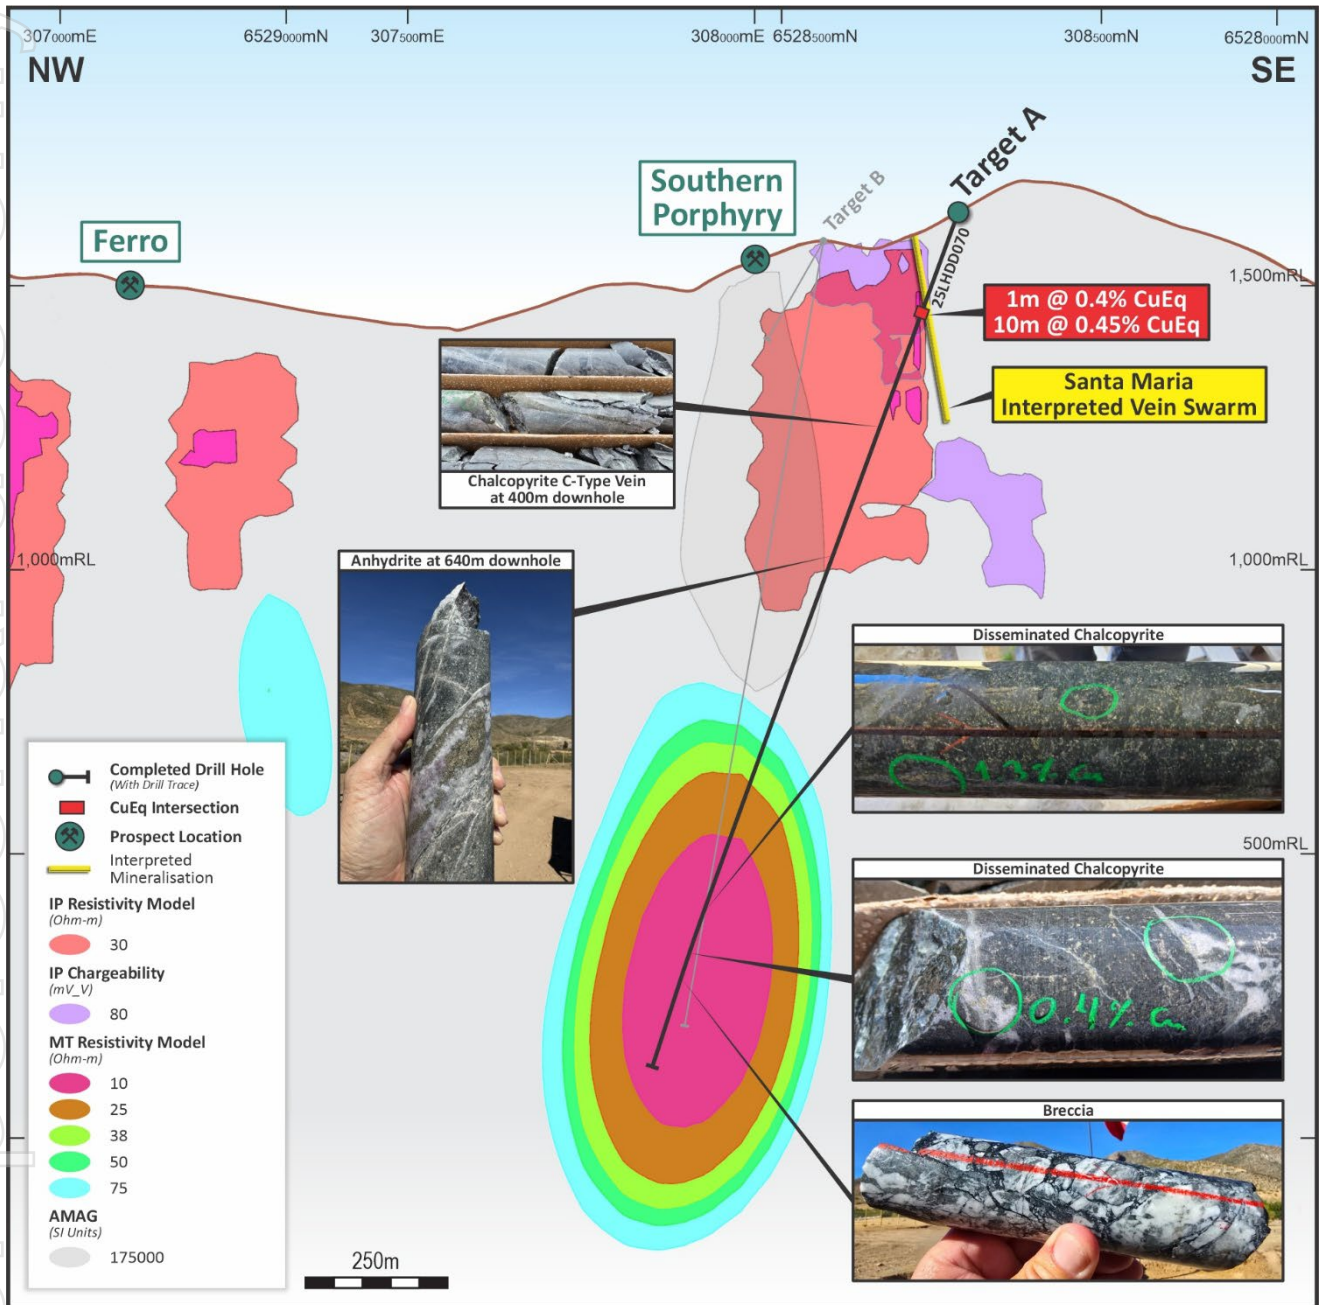 307000mE 6529000mN 307500mE 308000mE 6528500mN 308500mN 6528000mN
NW
SE
Target A
Southern
Porphyry
Target B
Ferro
25LHDD070
1,500mRL
1m @ 0.4% CuEq
10m @ 0.45% CuEq
Santa Maria
Interpreted Vein Swarm
Chalcopyrite C-Type Vein
at 400m downhole
1,000mRL
1,000mRL
Anhydrite at 640m downhole
Disseminated Chalcopyrite
1.3% Cu
500mRL
Disseminated Chalcopyrite
0.4% Cu
Breccia
Completed Drill Hole
(With Drill Trace)
CuEq Intersection
Prospect Location
Interpreted
Mineralisation
IP Resistivity Model
(Ohm-m)
30
IP Chargeability
(mV_V)
80
MT Resistivity Model
(Ohm-m)
10
25
38
50
75
AMAG
(SI Units)
175000
250m